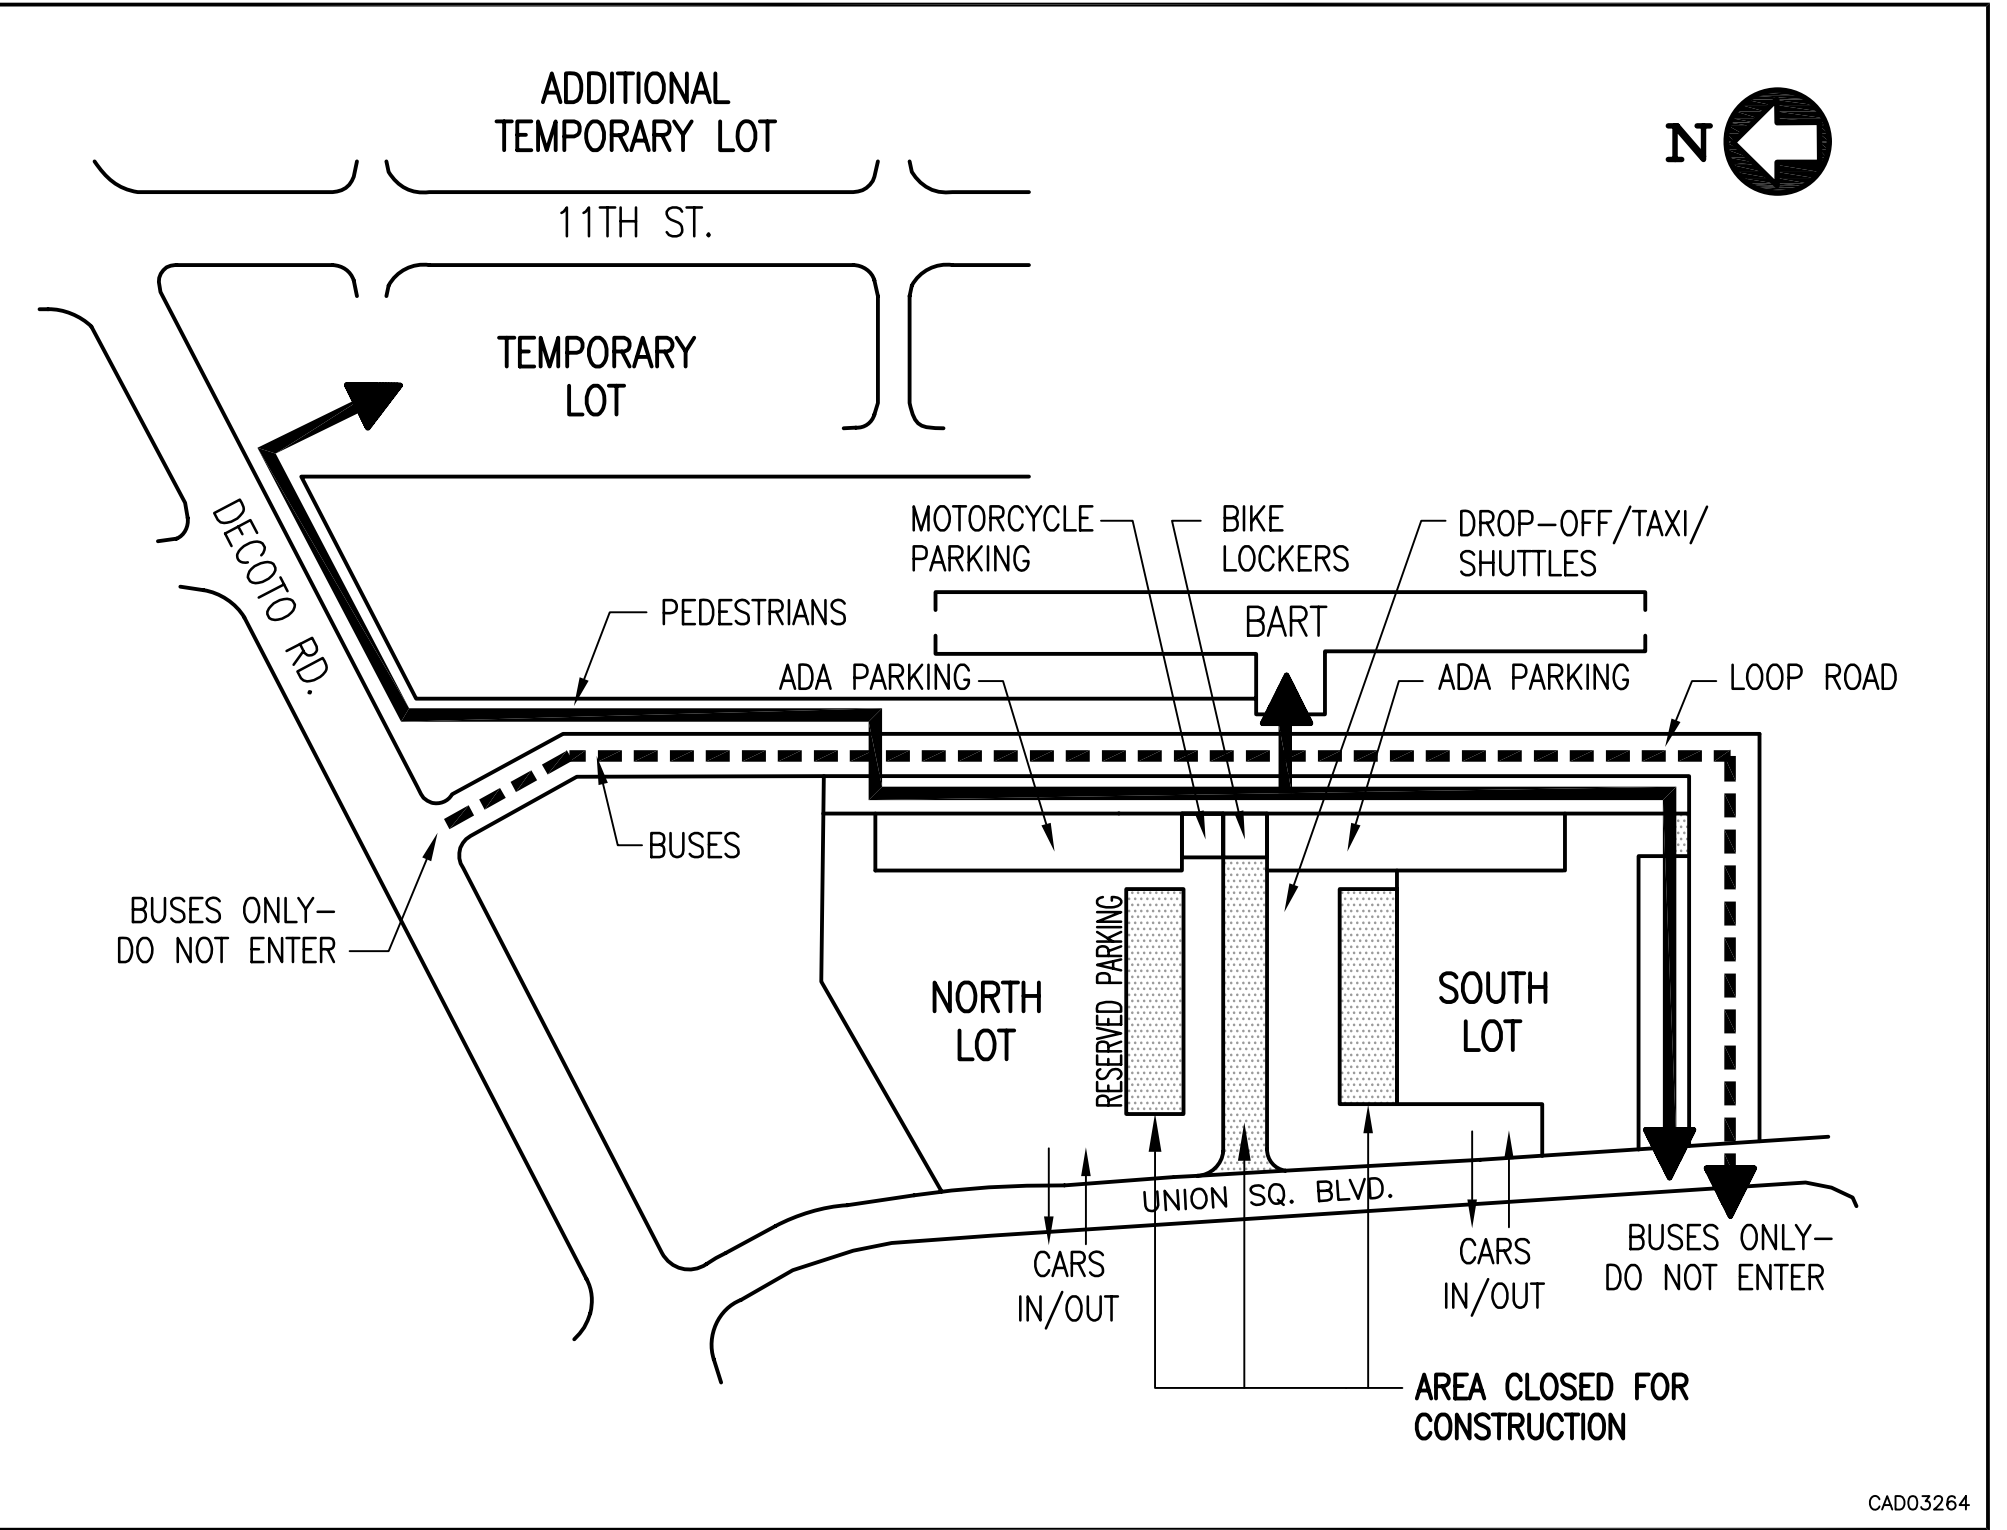 ADDITIONAL
TEMPORARY LOT
N
11TH ST.
TEMPORARY
LOT
DECOTO RD.
MOTORCYCLE
PARKING
BIKE
LOCKERS
DROP-OFF/TAXI/
SHUTTLES
PEDESTRIANS
BART
ADA PARKING
ADA PARKING
LOOP ROAD
BUSES
BUSES ONLY-
DO NOT ENTER
RESERVED PARKING
NORTH
LOT
SOUTH
LOT
UNION SQ. BLVD.
CARS
IN/OUT
CARS
IN/OUT
BUSES ONLY-
DO NOT ENTER
AREA CLOSED FOR
CONSTRUCTION
CAD03264